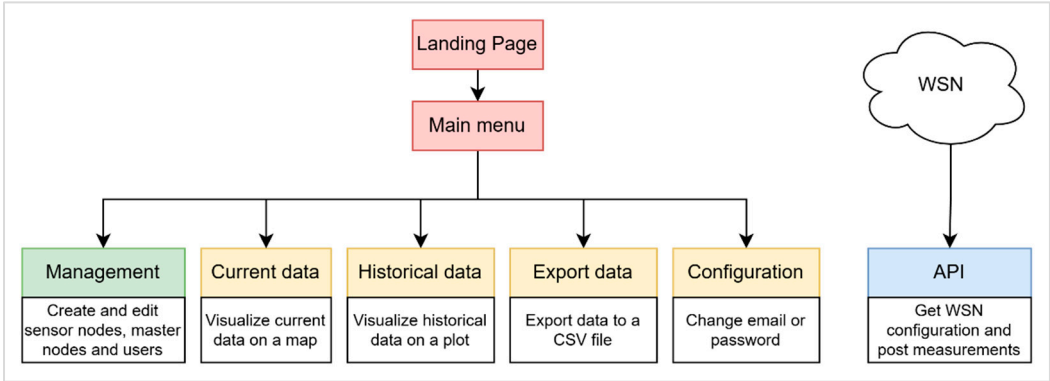 Landing Page
WSN
Main menu
Management
Current data
Historical data
Export data
Configuration
API
Create and edit
sensor nodes, master
nodes and users
Visualize current
data on a map
Visualize historical
data on a plot
Export data to a
CSV file
Change email or
password
Get WSN
configuration and
post measurements